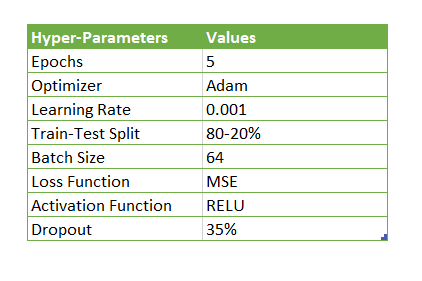 Hyper-Parameters Values
Epochs 5
Optimizer Adam
Learning Rate 0.001
Train-Test Split 80-20%
Batch Size 64
Loss Function MSE
Activation Function RELU
Dropout 35%